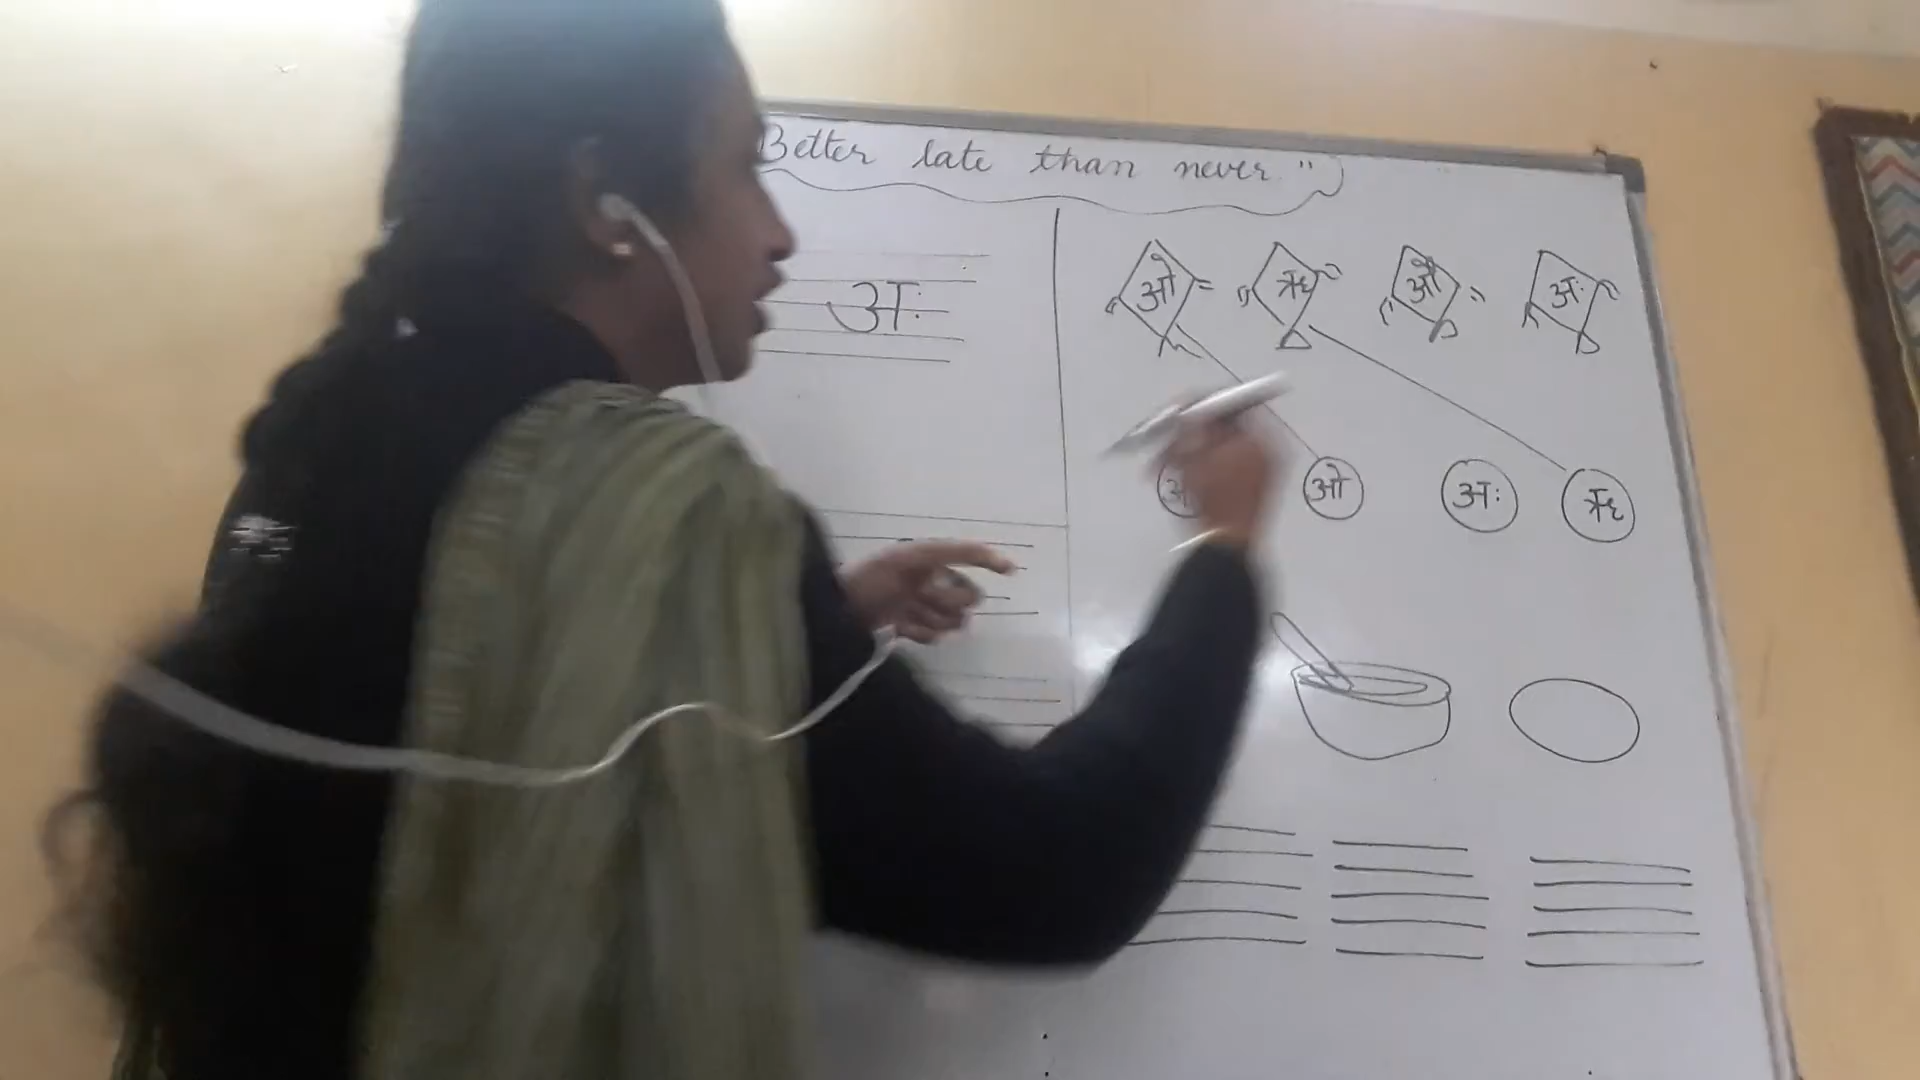 Better late than never."
अः
ओ ऋ औ अः
ओ अः ऋ